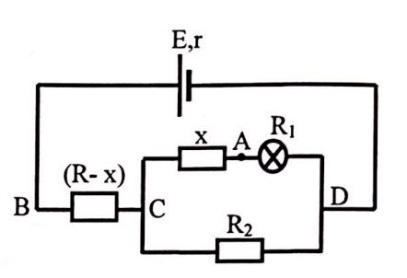 E,r
R₁
x A
(R- x)
B C D
R₂